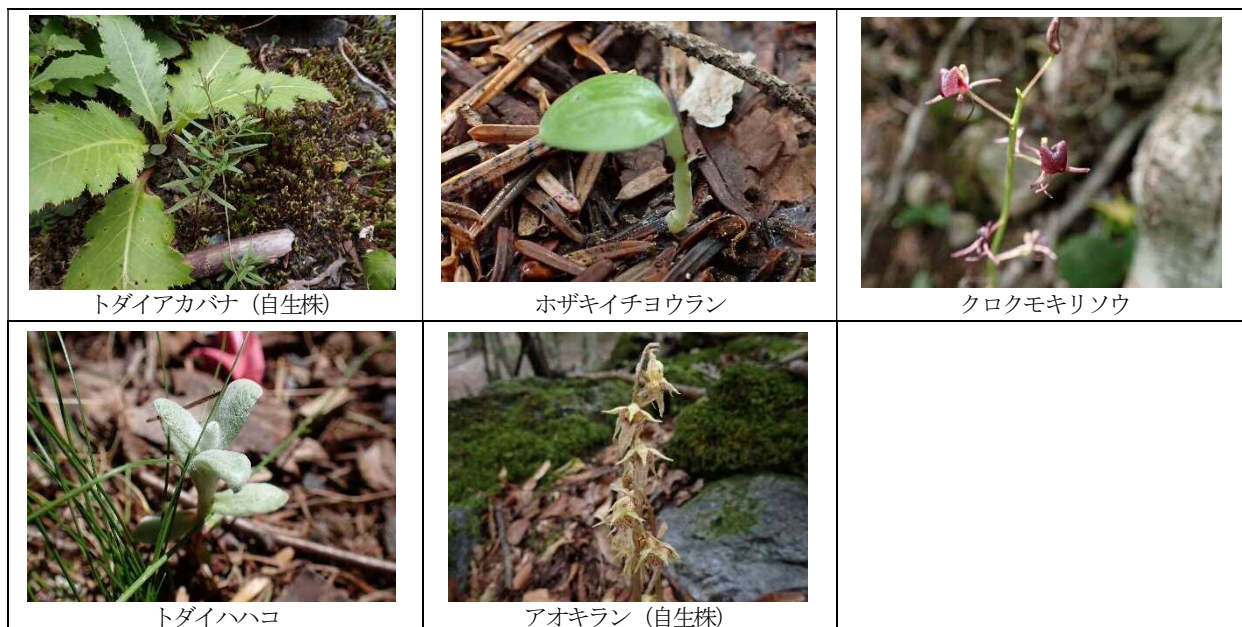 トダイアカバナ（自生株）
ホザキイチョウラン
クロクモキリソウ
トダイハハコ
アオキラン（自生株）